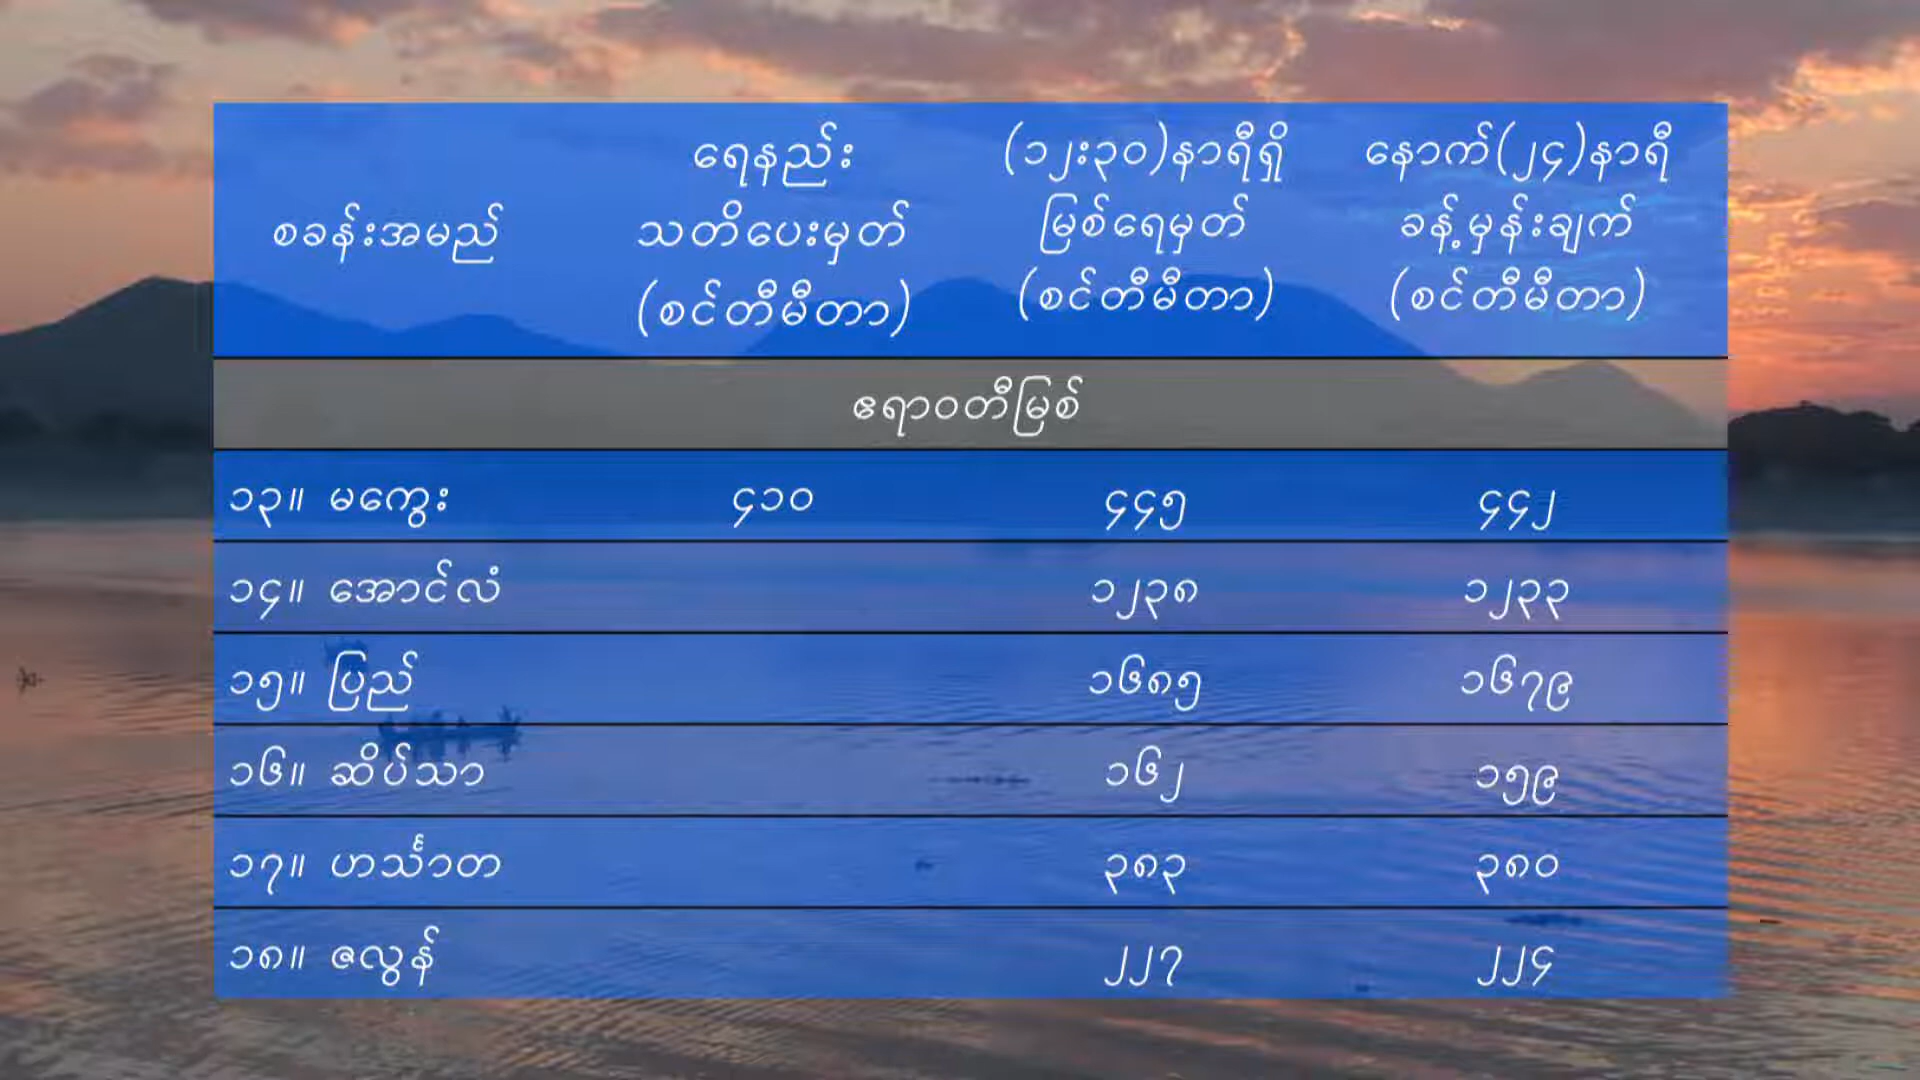 စခန်းအမည်
ရေနည်း
သတိပေးမှတ်
(စင်တီမီတာ)
(၁၂း၃၀)နာရီရှိ
မြစ်ရေမှတ်
(စင်တီမီတာ)
နောက်(၂၄)နာရီ
ခန့်မှန်းချက်
(စင်တီမီတာ)
ဧရာဝတီမြစ်
၁၃။ မကွေး ၄၁၀ ၄၄၅ ၄၄၂
၁၄။ အောင်လံ ၁၂၃၈ ၁၂၃၃
၁၅။ ပြည် ၁၆၈၅ ၁၆၇၉
၁၆။ ဆိပ်သာ ၁၆၂ ၁၅၉
၁၇။ ဟင်္သာတ ၃၈၃ ၃၈၀
၁၈။ ဇလွန် ၂၂၇ ၂၂၄